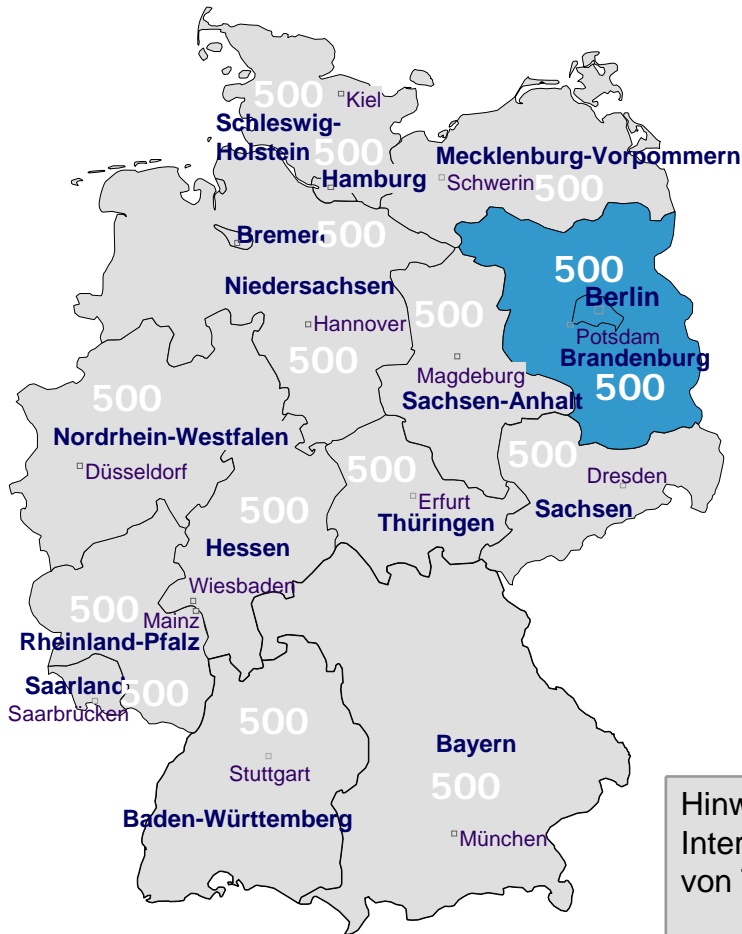 500
Kiel
Schleswig-
Holstein
500
Hamburg
Mecklenburg-Vorpommern
Schwerin
500
Bremen
500
Niedersachsen
Hannover
500
500
Magdeburg
Sachsen-Anhalt
500
Berlin
Potsdam
Brandenburg
500
500
Nordrhein-Westfalen
Düsseldorf
500
Hessen
Wiesbaden
500
Erfurt
Thüringen
500
Dresden
Sachsen
500
Mainz
Rheinland-Pfalz
Saarland
500
Saarbrücken
500
Stuttgart
Baden-Württemberg
Bayern
500
München
von